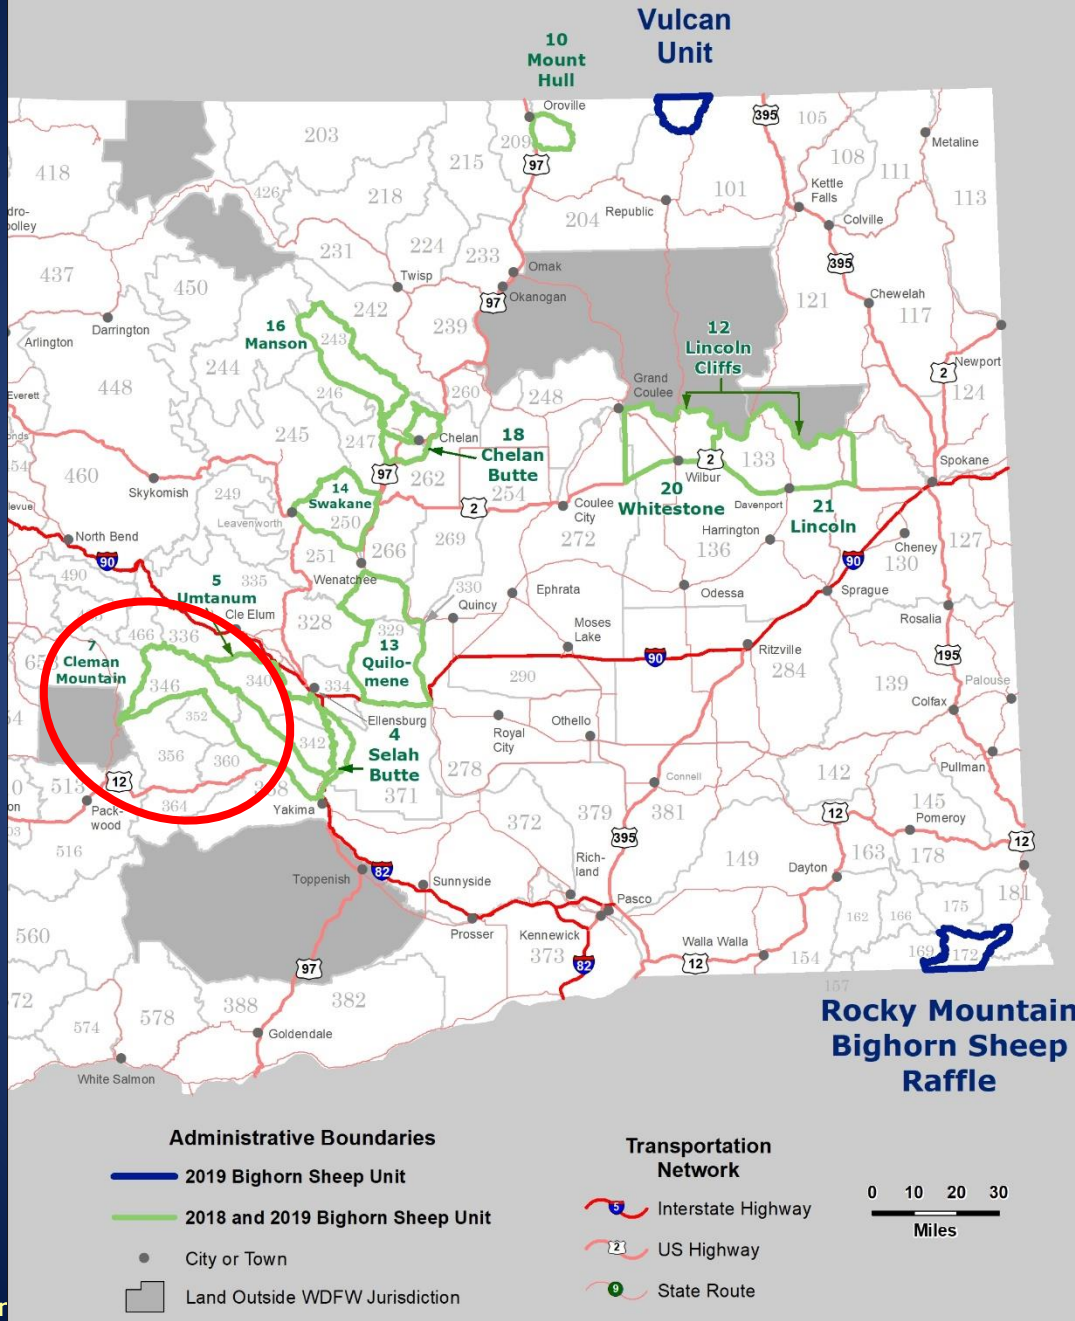 Vulcan
Unit
10
Mount
Hull
Oroville
203
209
215
97
395
105
108
111
Metaline
418
426
218
204
Republic
101
Kettle
Falls
Colville
113
dro-
olley
231
224
233
437
450
Omak
Okanogan
97
395
Twisp
242
121
Chewelah
117
Darrington
Arlington
16
Manson
243
239
12
Lincoln
Cliffs
244
448
246
260
248
Grand
Coulee
Newport
2
124
Everett
245
247
Chelan
18
Chelan
Butte
133
454
460
Skykomish
97
262
254
2
Wilbur
2
Spokane
249
14
Swakane
250
20
Whitestone
Davenport
21
Lincoln
Leavenworth
Coulee
City
272
Harrington
136
Cheney
127
130
levue
North Bend
90
251
266
269
Wenatchee
490
5
Umtanum
335
330
Ephrata
Odessa
90
Sprague
Cle Elum
328
329
Quincy
Moses
Lake
Rosalia
466
336
7
Cleman
Mountain
13
Quilo-
mene
90
Ritzville
284
195
346
340
334
290
139
Palouse
Colfax
352
Ellensburg
4
Selah
Butte
Royal
City
Othello
356
360
342
278
Pullman
12
513
364
Yakima
371
Connell
142
Pack-
wood
372
379
381
12
145
Pomeroy
395
516
82
Rich-
land
149
Dayton
163
178
12
Toppenish
Sunnyside
Pasco
175
181
162
166
Prosser
Kennewick
373
82
Walla Walla
12
154
169
172
560
97
157
572
574
578
388
382
Goldendale
White Salmon
Rocky Mountain
Bighorn Sheep
Raffle
Administrative Boundaries
2019 Bighorn Sheep Unit
2018 and 2019 Bighorn Sheep Unit
City or Town
Land Outside WDFW Jurisdiction
Transportation
Network
5 Interstate Highway
2 US Highway
9 State Route
0 10 20 30
Miles